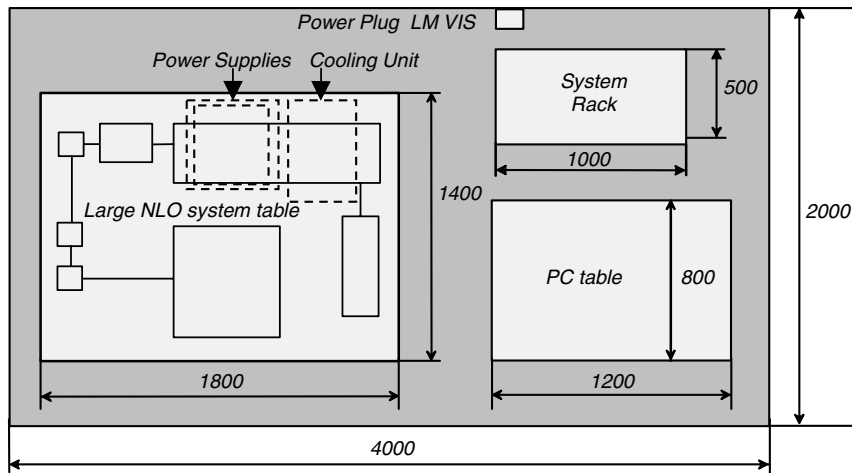 Power Plug LM VIS
Power Supplies Cooling Unit
System
Rack
500
1000
1400
Large NLO system table
2000
PC table
800
1800
1200
4000